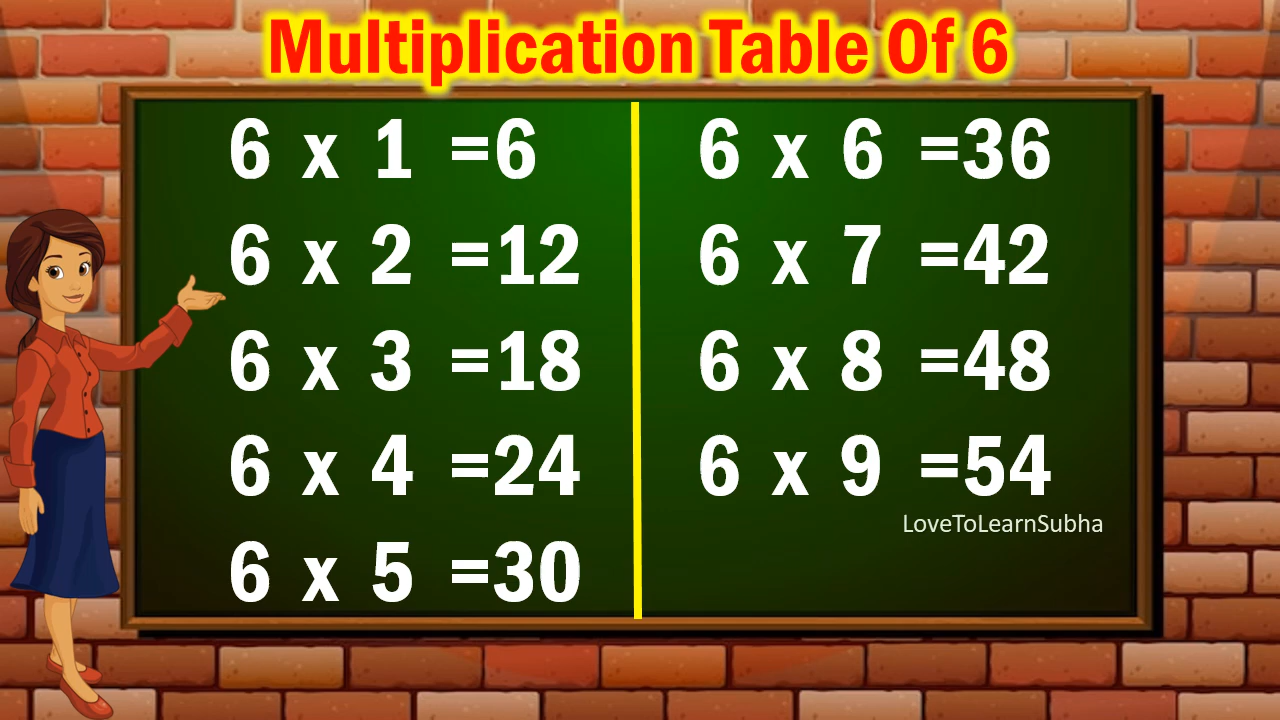 Multiplication Table Of 6
6 x 1 =6
6 x 2 =12
6 x 3 =18
6 x 4 =24
6 x 5 =30
6 x 6 =36
6 x 7 =42
6 x 8 =48
6 x 9 =54
LoveToLearnSubha